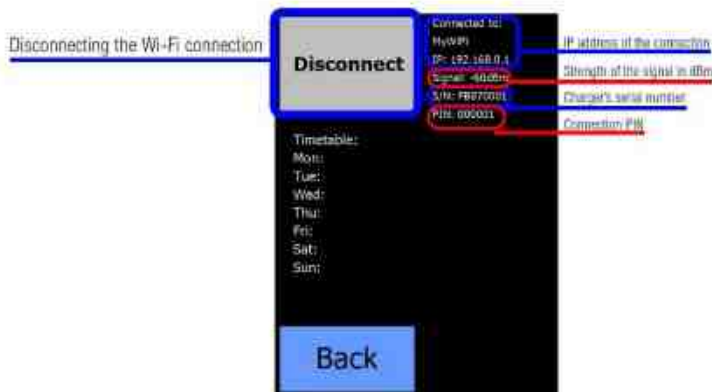 Disconnecting the Wi-Fi connection
Disconnect
Connected to:
MyWiFi
IP: 192.168.0.1
Signal: -60dBm
S/N: FB070001
PIN: 000001
IP address of the connection
Strength of the signal in dBm
Charger's serial number
Connection PIN
Timetable:
Mon:
Tue:
Wed:
Thu:
Fri:
Sat:
Sun:
Back